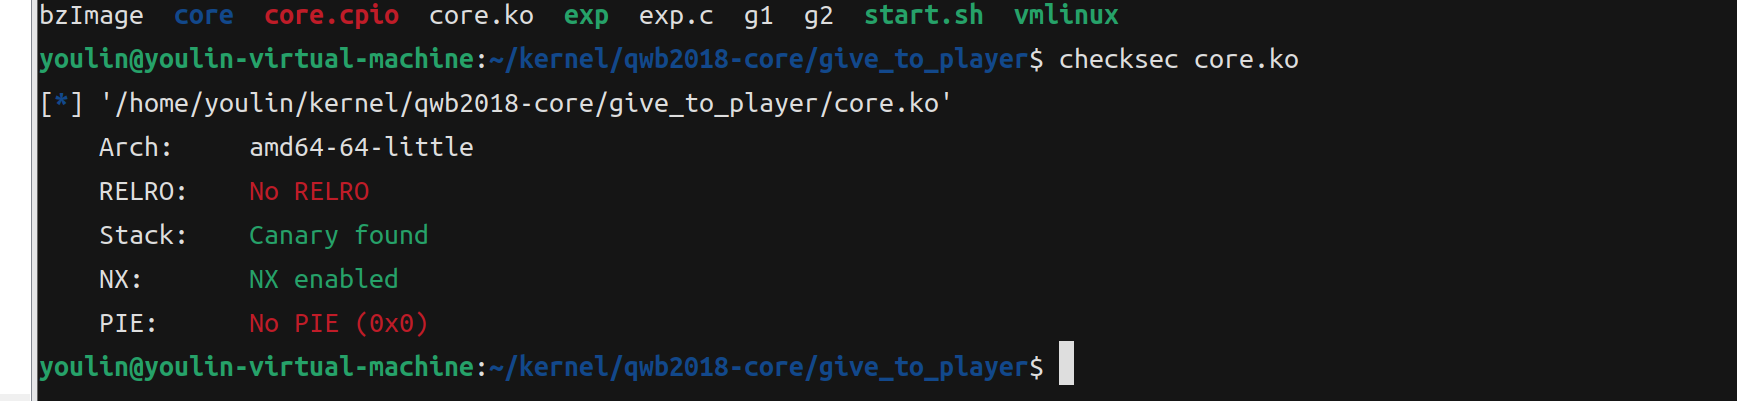 bzImage core core.cpio core.ko exp exp.c g1 g2 start.sh vmlinux
youlin@youlin-virtual-machine:~/kernel/qwb2018-core/give_to_player$ checksec core.ko
[*] '/home/youlin/kernel/qwb2018-core/give_to_player/core.ko'
    Arch:     amd64-64-little
    RELRO:    No RELRO
    Stack:    Canary found
    NX:       NX enabled
    PIE:      No PIE (0x0)
youlin@youlin-virtual-machine:~/kernel/qwb2018-core/give_to_player$